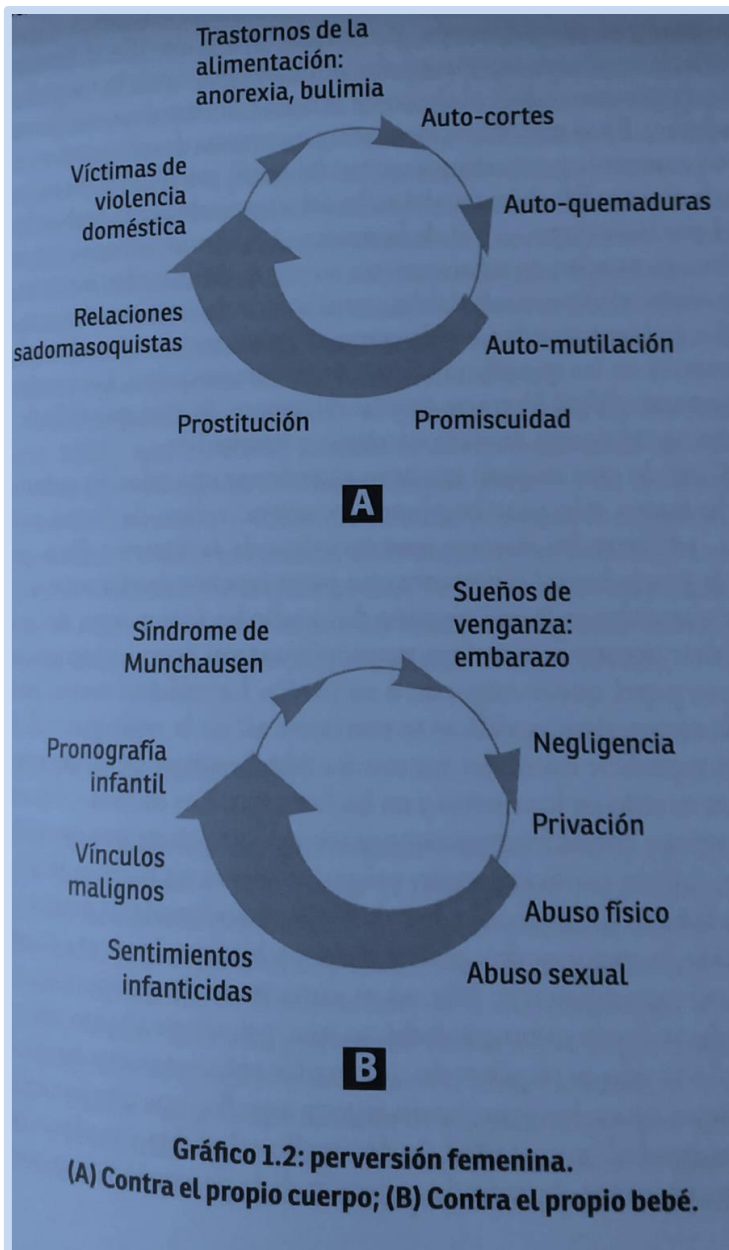 Trastornos de la
alimentación:
anorexia, bulimia
Auto-cortes
Auto-quemaduras
Auto-mutilación
Promiscuidad
Prostitución
Relaciones
sadomasoquistas
Víctimas de
violencia
doméstica
A
Síndrome de
Munchausen
Sueños de
venganza:
embarazo
Negligencia
Privación
Abuso físico
Abuso sexual
Sentimientos
infanticidas
Vínculos
malignos
Pronografía
infantil
B
Gráfico 1.2: perversión femenina.
(A) Contra el propio cuerpo; (B) Contra el propio bebé.